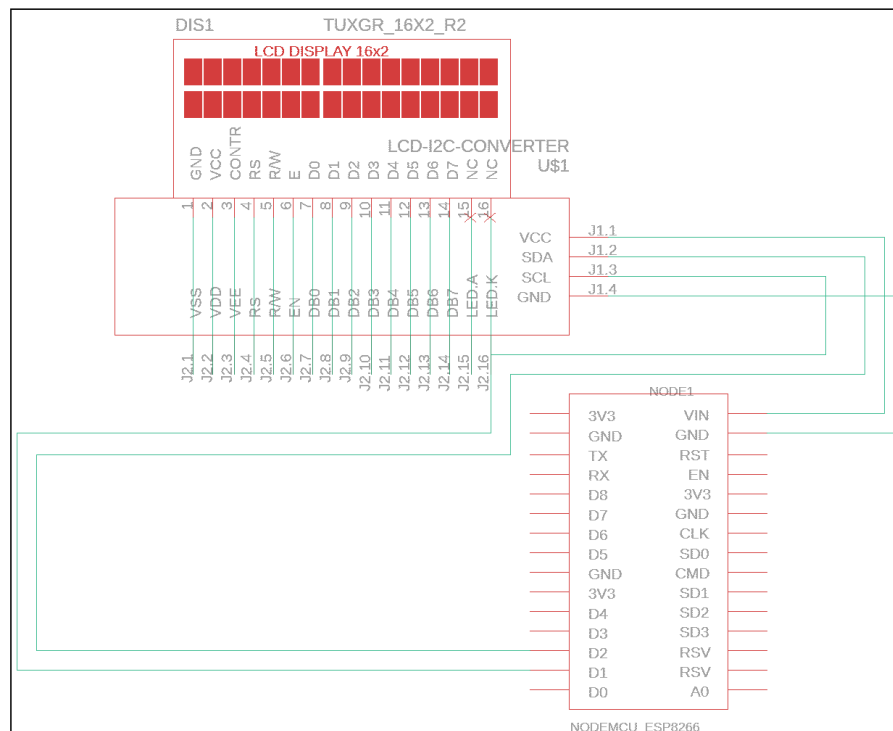 DIS1 TUXGR_16X2_R2
LCD DISPLAY 16x2
GND VCC CONTR RS R/W E D0 D1 D2 D3 D4 D5 D6 D7 NC NC
LCD-I2C-CONVERTER
U$1
1 2 3 4 5 6 7 8 9 10 11 12 13 14 15 16
VCC J1.1
SDA J1.2
SCL J1.3
GND J1.4
VSS VDD VEE RS R/W EN DB0 DB1 DB2 DB3 DB4 DB5 DB6 DB7 LED.A LED.K
J2.1 J2.2 J2.3 J2.4 J2.5 J2.6 J2.7 J2.8 J2.9 J2.10 J2.11 J2.12 J2.13 J2.14 J2.15 J2.16
NODE1
3V3 VIN
GND GND
TX RST
RX EN
D8 3V3
D7 GND
D6 CLK
D5 SD0
GND CMD
3V3 SD1
D4 SD2
D3 SD3
D2 RSV
D1 RSV
D0 A0
NODEMCU_ESP8266